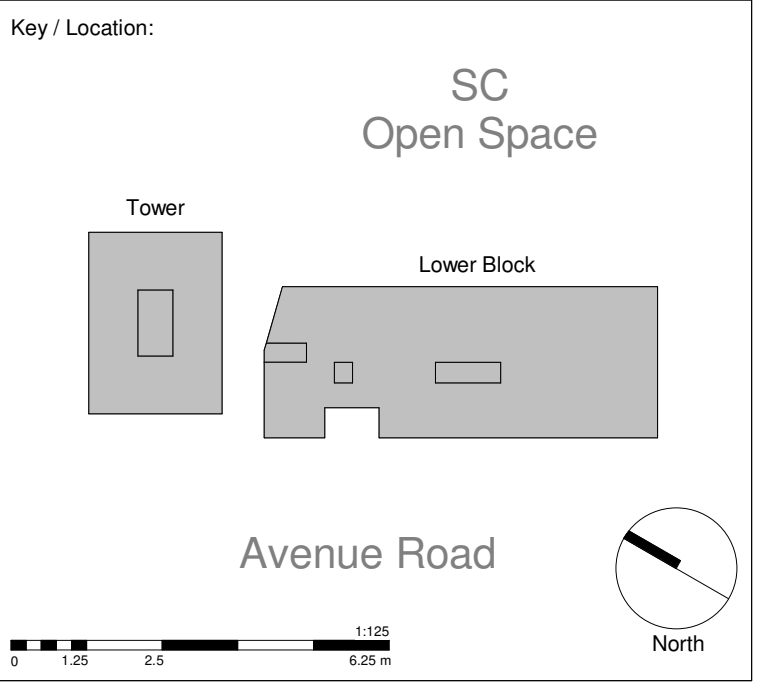 Key / Location:
SC
Open Space
Tower
Lower Block
Avenue Road
North
1:125
0 1.25 2.5 6.25 m